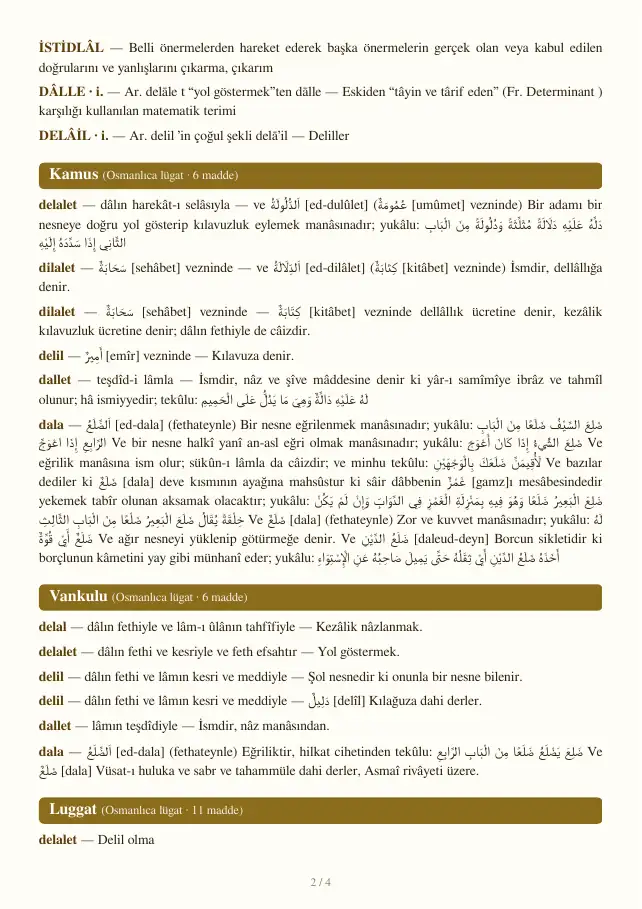 İSTİDLÂL — Belli önermelerden hareket ederek başka önermelerin gerçek olan veya kabul edilen
doğrularını ve yanlışlarını çıkarma, çıkarım
DÂLLE · i. — Ar. delāle t “yol göstermek”ten dālle — Eskiden “tâyin ve târif eden” (Fr. Determinant )
karşılığı kullanılan matematik terimi
DELÂİL · i. — Ar. delіl ’in çoğul şekli delā’il — Deliller
Kamus (Osmanlıca lügat · 6 madde)
delalet — dâlın harekât-ı selâsıyla — ve اَلدُّلُولَةُ [ed-dulûlet] (عُمُومَةٌ [umûmet] vezninde) Bir adamı bir
nesneye doğru yol gösterip kılavuzluk eylemek manâsınadır; yukâlu: دَلَّهُ عَلَيْهِ دَلَالَةً مُثَلَّثَةً وَدُلُولَةً مِنَ الْبَابِ
الثَّانِي إِذَا سَدَّدَهُ إِلَيْهِ
dilalet — سَحَابَةٌ [sehâbet] vezninde — ve اَلدِّلَالَةُ [ed-dilâlet] (كِتَابَةٌ [kitâbet] vezninde) İsmdir, dellâllığa
denir.
dilalet — سَحَابَةٌ [sehâbet] vezninde — كِتَابَةٌ [kitâbet] vezninde dellâllık ücretine denir, kezâlik
kılavuzluk ücretine denir; dâlın fethiyle de câizdir.
delil — أَمِيرٌ [emîr] vezninde — Kılavuza denir.
dallet — teşdîd-i lâmla — İsmdir, nâz ve şîve mâddesine denir ki yâr-ı samîmîye ibrâz ve tahmîl
olunur; hâ ismiyyedir; tekûlu: لَهُ عَلَيْهِ دَالَّةٌ وَهِيَ مَا يَدُلُّ عَلَى الْحَمِيمِ
dala — اَلضَّلَعُ [ed-dala] (fethateynle) Bir nesne eğrilenmek manâsınadır; yukâlu: ضَلِعَ السَّيْفُ ضَلَعًا مِنَ الْبَابِ
الرَّابِعِ إِذَا اعْوَجَّ Ve bir nesne halkî yanî an-asl eğri olmak manâsınadır; yukâlu: ضَلِعَ الشَّيْءُ إِذَا كَانَ أَعْوَجَ Ve
eğrilik manâsına ism olur; sükûn-ı lâmla da câizdir; ve minhu tekûlu: لَأُقِيمَنَّ ضَلَعَكَ بِالْوَجْهَيْنِ Ve bazılar
dediler ki ضَلَعٌ [dala] deve kısmının ayağına mahsûstur ki sâir dâbbenin غَمْزٌ [gamz]ı mesâbesindedir
yekemek tabîr olunan aksamak olacaktır; yukâlu: ضَلِعَ الْبَعِيرُ ضَلَعًا وَهُوَ فِيهِ بِمَنْزِلَةِ الْغَمْزِ فِى الدَّوَابِّ وَإِنْ لَمْ يَكُنْ
خِلْقَةً يُقَالُ ضَلَعَ الْبَعِيرُ ضَلْعًا مِنَ الْبَابِ الثَّالِثِ Ve ضَلَعٌ [dala] (fethateynle) Zor ve kuvvet manâsınadır; yukâlu: لَهُ
ضَلَعٌ أَيْ قُوَّةٌ Ve ağır nesneyi yüklenip götürmeğe denir. Ve ضَلَعُ الدَّيْنِ [daleud-deyn] Borcun sikletidir ki
borçlunun kâmetini yay gibi münhanî eder; yukâlu: أَخَذَهُ ضَلَعُ الدَّيْنِ أَيْ ثِقَلُهُ حَتَّى يَمِيلَ صَاحِبُهُ عَنِ الْإِسْتِوَاءِ
Vankulu (Osmanlıca lügat · 6 madde)
delal — dâlın fethiyle ve lâm-ı ûlânın tahfîfiyle — Kezâlik nâzlanmak.
delalet — dâlın fethi ve kesriyle ve feth efsahtır — Yol göstermek.
delil — dâlın fethi ve lâmın kesri ve meddiyle — Şol nesnedir ki onunla bir nesne bilenir.
delil — dâlın fethi ve lâmın kesri ve meddiyle — دَلِيلٌ [delîl] Kılağuza dahi derler.
dallet — lâmın teşdîdiyle — İsmdir, nâz manâsından.
dala — اَلضَّلَعُ [ed-dala] (fethateynle) Eğriliktir, hilkat cihetinden tekûlu: ضَلِعَ يَضْلَعُ ضَلَعًا مِنَ الْبَابِ الرَّابِعِ Ve
ضَلَعٌ [dala] Vüsat-ı huluka ve sabr ve tahammüle dahi derler, Asmaî rivâyeti üzere.
Luggat (Osmanlıca lügat · 11 madde)
delalet — Delil olma
2 / 4